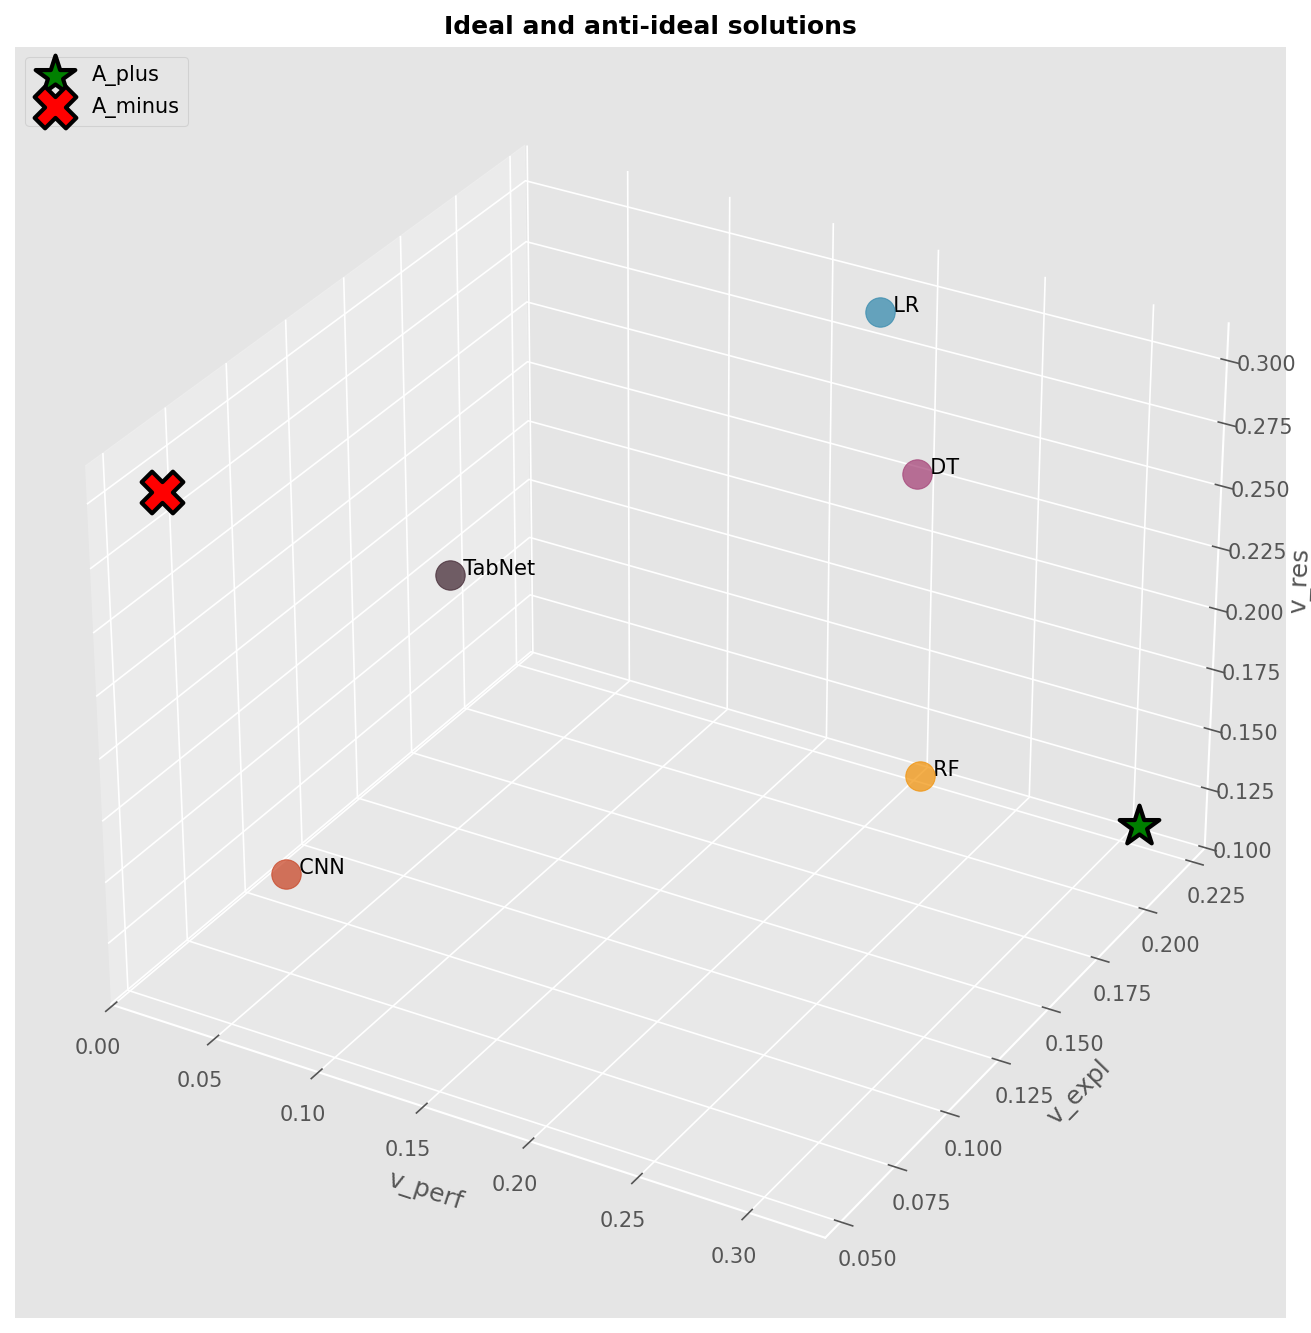 Ideal and anti-ideal solutions
A_plus
A_minus
LR
DT
TabNet
RF
CNN
0.300
0.275
0.250
0.225
0.200
0.175
0.150
0.125
0.100
v_res
0.225
0.200
0.175
0.150
0.125
0.100
0.075
0.050
v_expl
0.00
0.05
0.10
0.15
0.20
0.25
0.30
v_perf